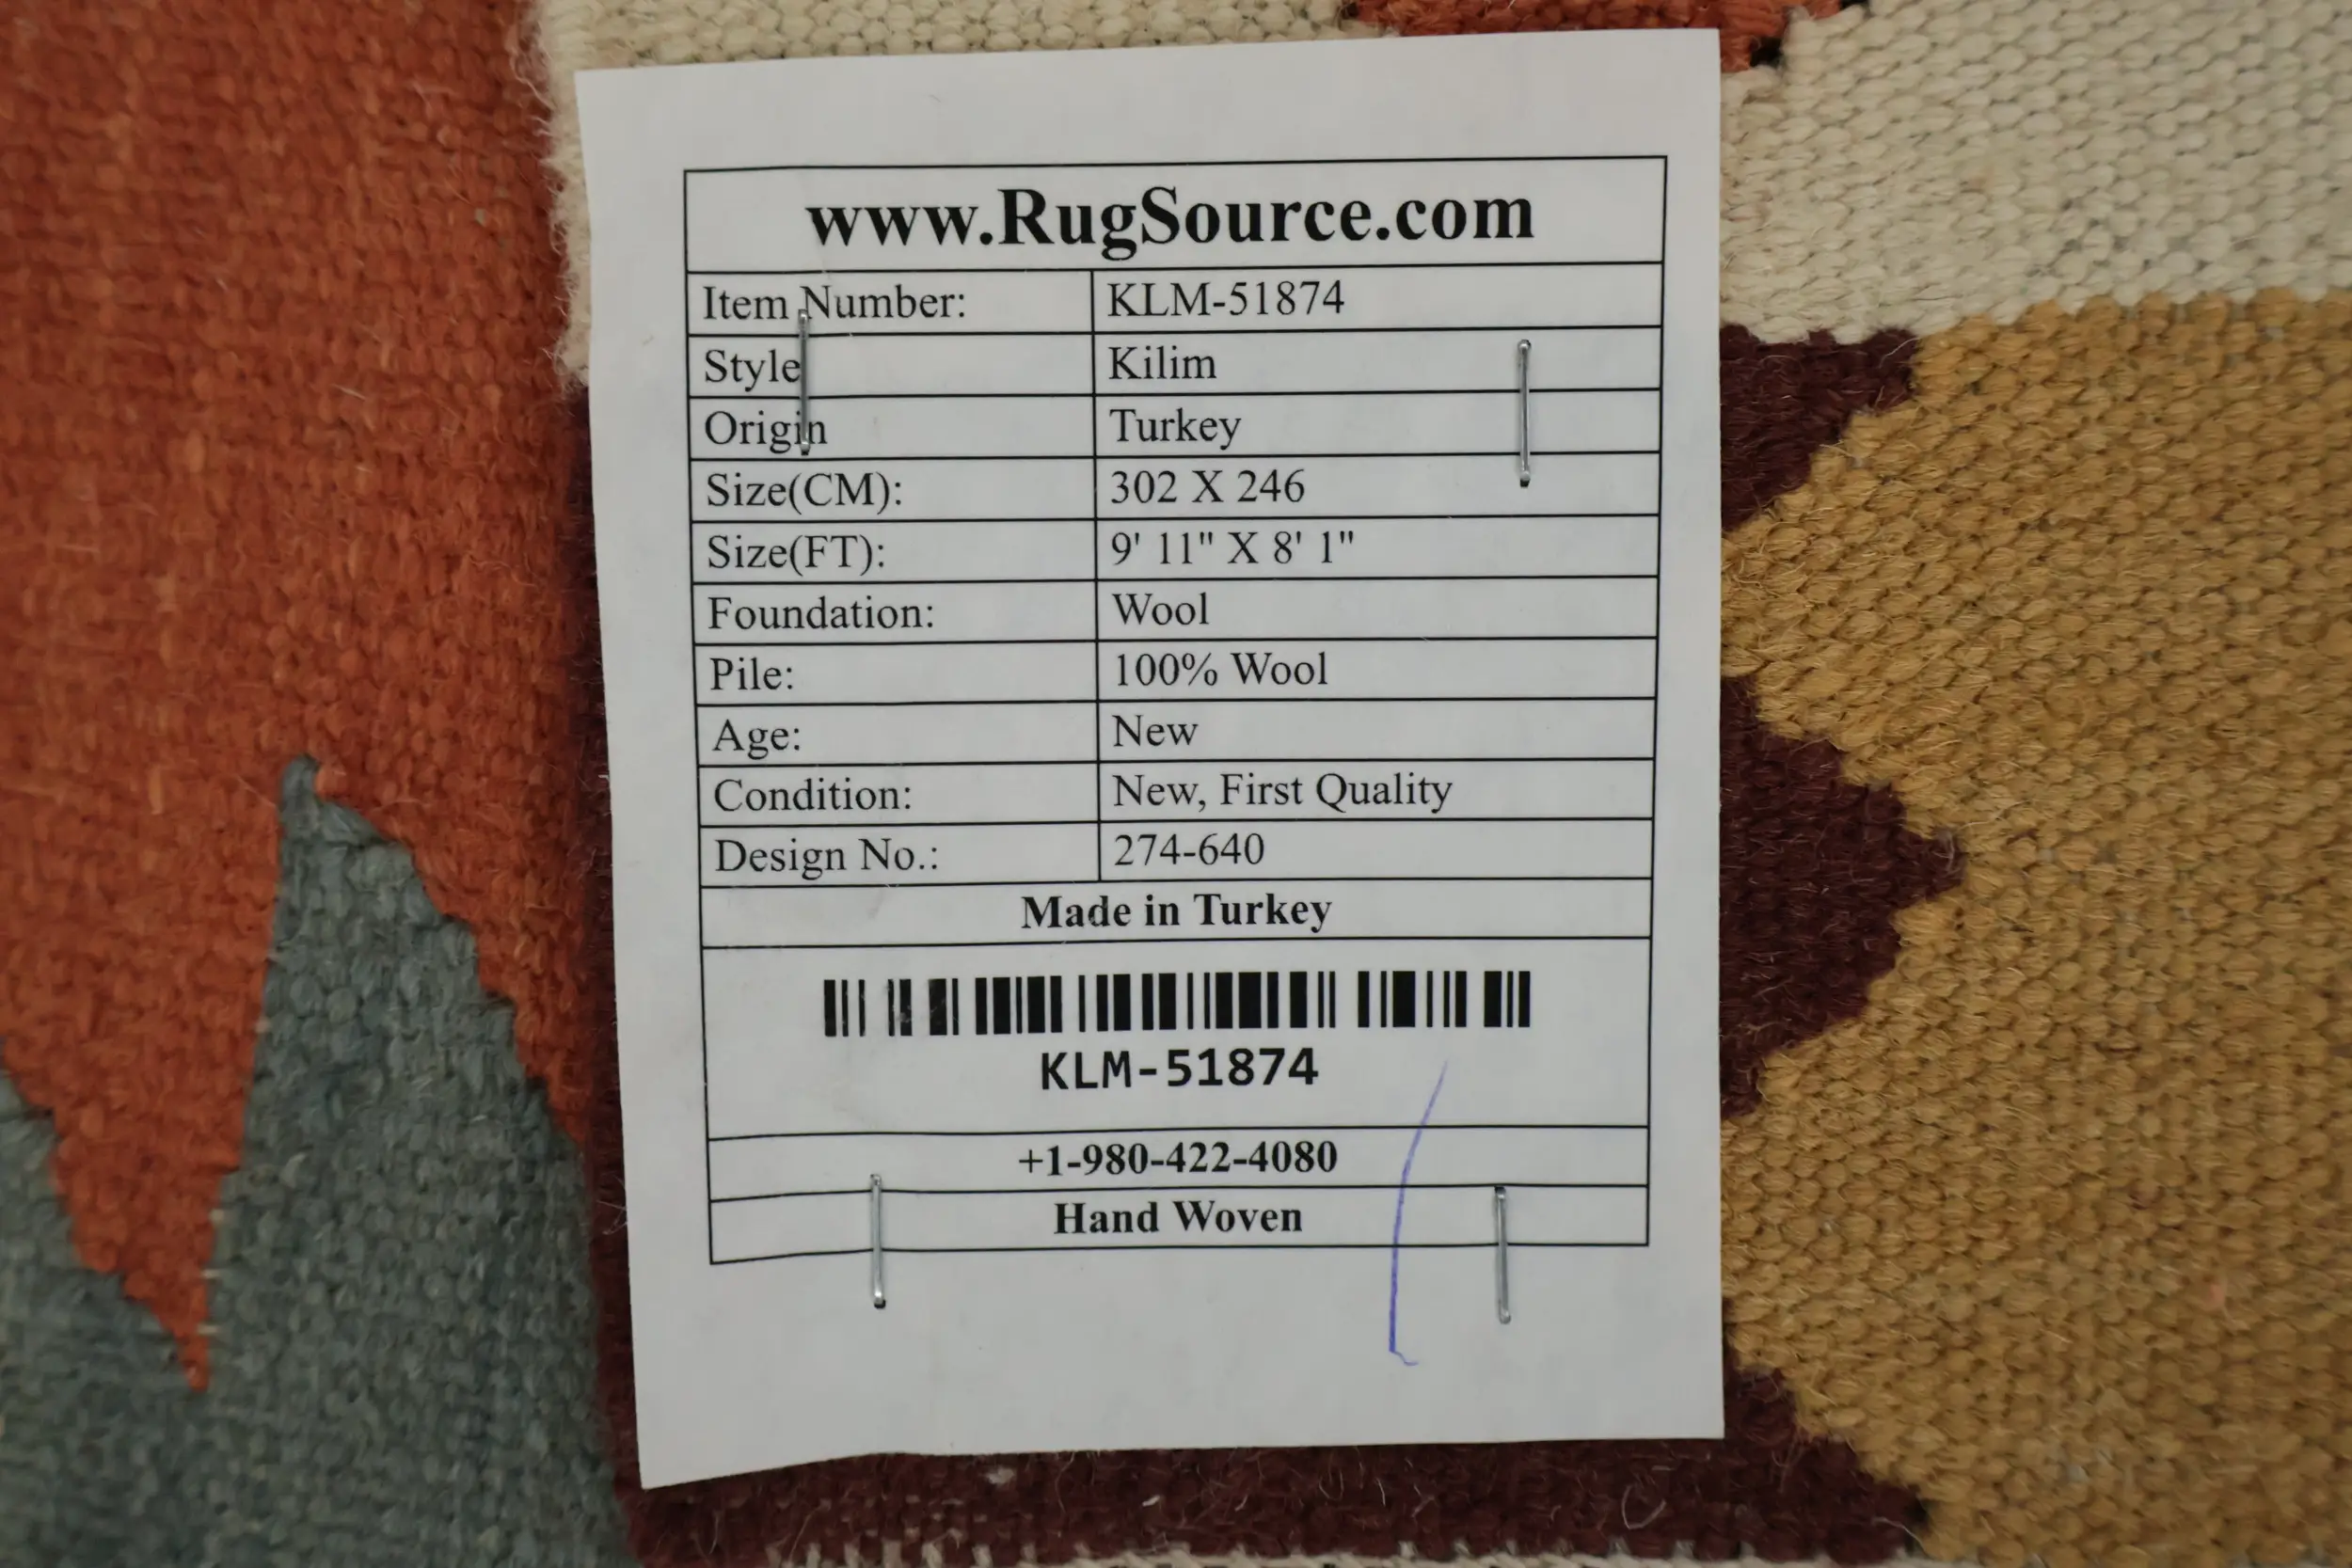 www.RugSource.com
Item Number: KLM-51874
Style Kilim
Origin Turkey
Size(CM): 302 X 246
Size(FT): 9' 11" X 8' 1"
Foundation: Wool
Pile: 100% Wool
Age: New
Condition: New, First Quality
Design No.: 274-640
Made in Turkey
KLM-51874
+1-980-422-4080
Hand Woven